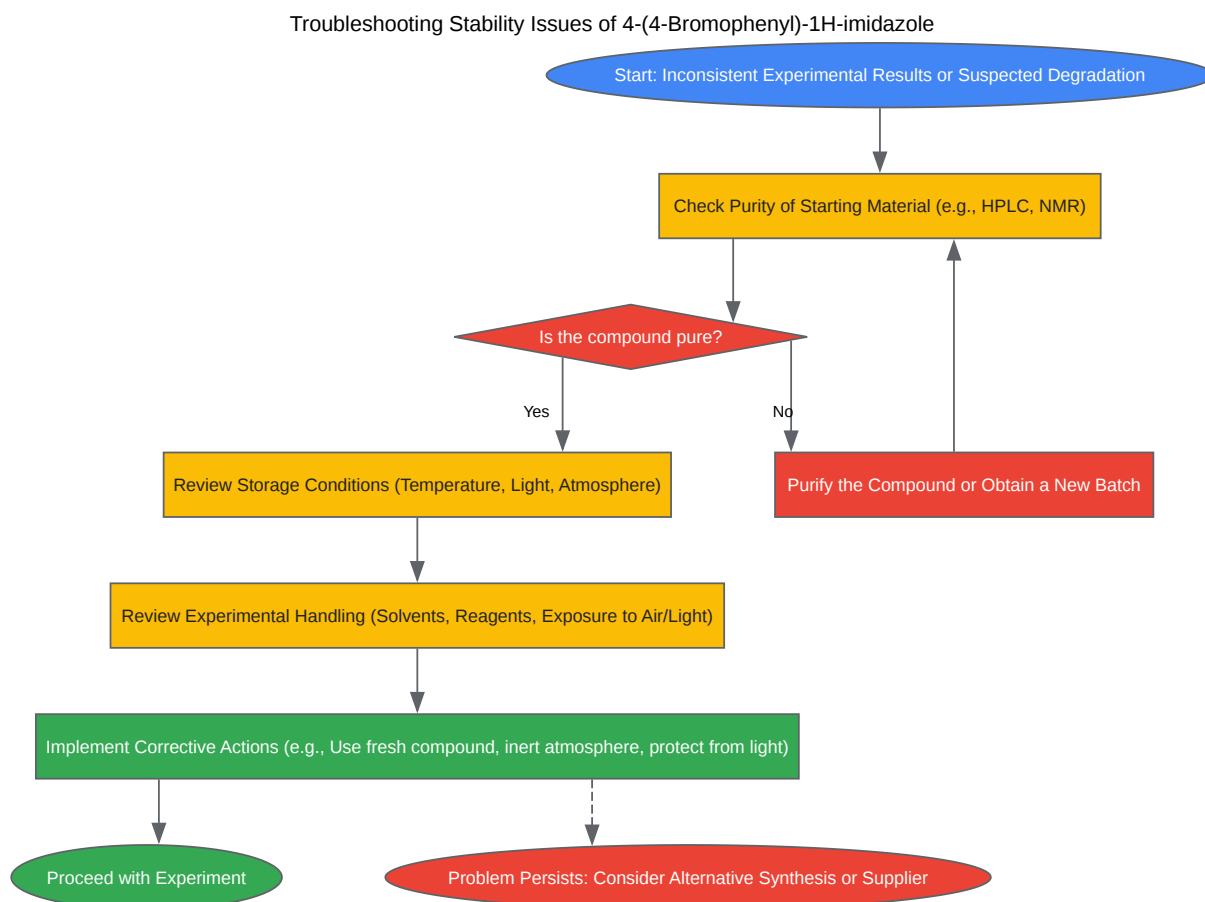 Troubleshooting Stability Issues of 4-(4-Bromophenyl)-1H-imidazole
Start: Inconsistent Experimental Results or Suspected Degradation
Check Purity of Starting Material (e.g., HPLC, NMR)
Is the compound pure?
Yes
No
Review Storage Conditions (Temperature, Light, Atmosphere)
Purify the Compound or Obtain a New Batch
Review Experimental Handling (Solvents, Reagents, Exposure to Air/Light)
Implement Corrective Actions (e.g., Use fresh compound, inert atmosphere, protect from light)
Proceed with Experiment
Problem Persists: Consider Alternative Synthesis or Supplier